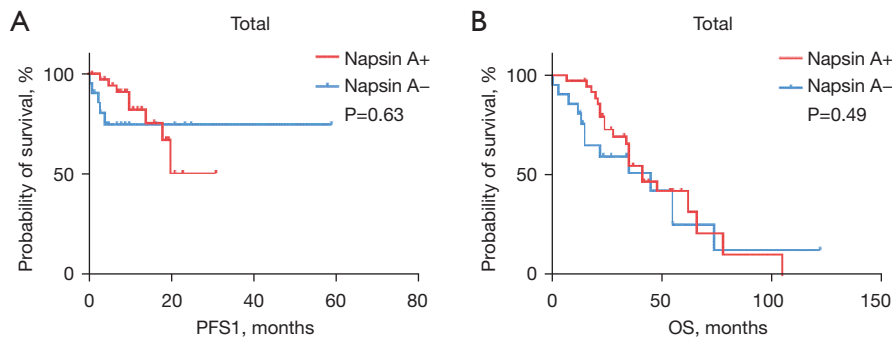 A
Total
Probability of survival, %
100
50
0
0
20
40
60
80
PFS1, months
Napsin A+
Napsin A–
P=0.63
B
Total
Probability of survival, %
100
50
0
0
50
100
150
OS, months
Napsin A+
Napsin A–
P=0.49